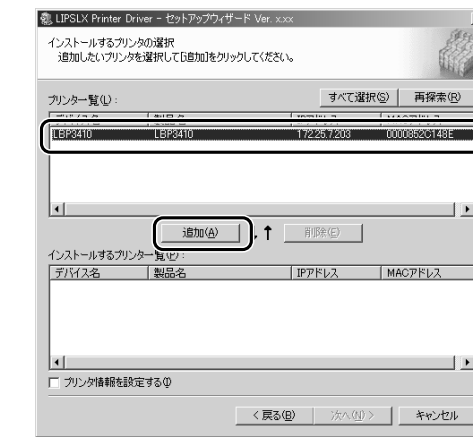 LIPSLX Printer Driver - セットアップウィザード Ver. x.xx
インストールするプリンタの選択
追加したいプリンタを選択して[追加]をクリックしてください。
プリンター覧(L): すべて選択(S) 再探索(R)
LBP3410 LBP3410 172.25.7.203 0000852C148E
追加(A) 削除(E)
インストールするプリンター覧(P):
デバイス名 製品名 IPアドレス MACアドレス
プリンタ情報を設定する(I)
< 戻る(B) 次へ(N) > キャンセル